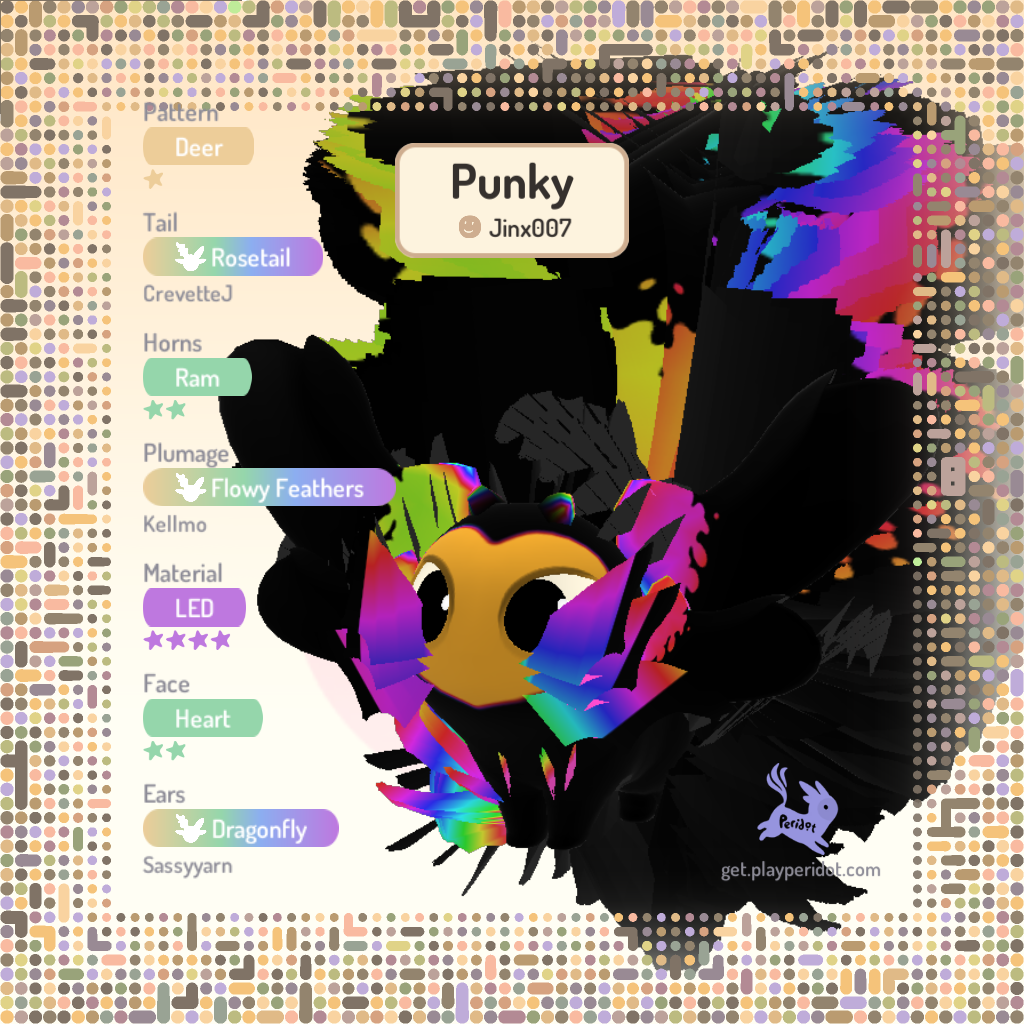 Punky
Jinx007
Pattern
Deer
Tail
Rosetail
CrevetteJ
Horns
Ram
Plumage
Flowy Feathers
Kellmo
Material
LED
Face
Heart
Ears
Dragonfly
Sassyyarn
Peridot
get.playperidot.com